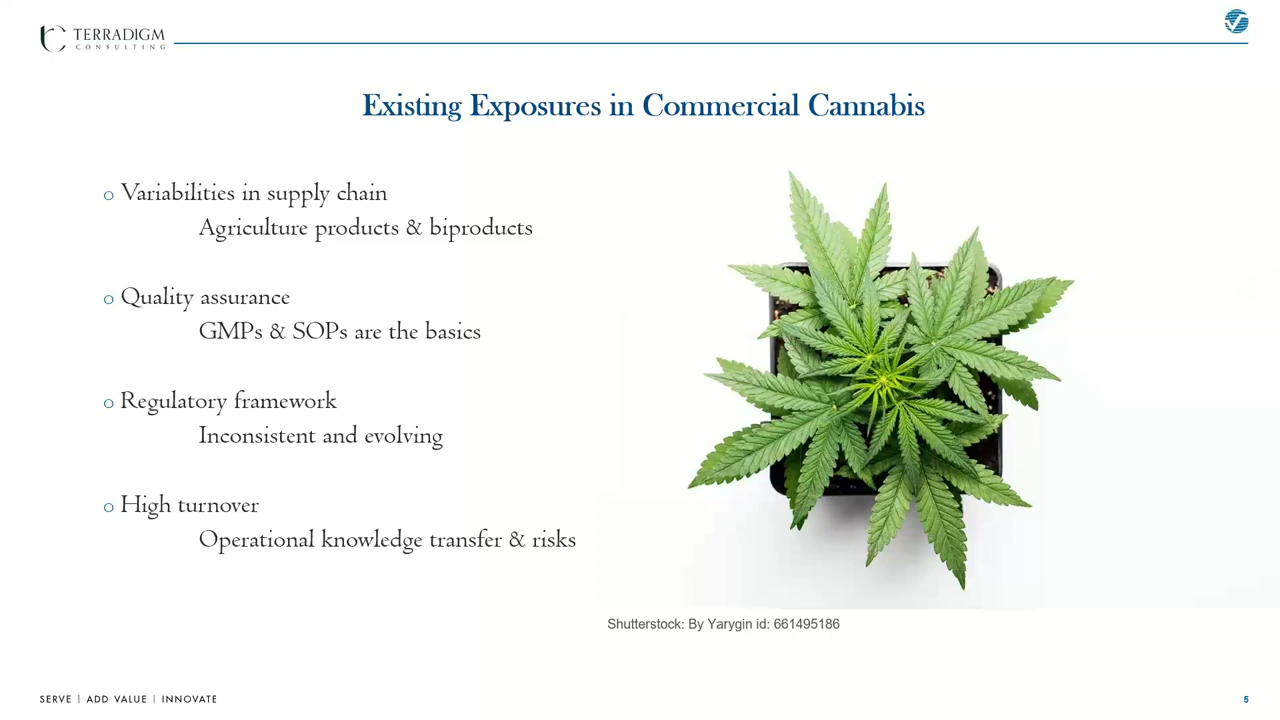 TERRADIGM
CONSULTING
Existing Exposures in Commercial Cannabis
o Variabilities in supply chain
Agriculture products & biproducts
o Quality assurance
GMPs & SOPs are the basics
o Regulatory framework
Inconsistent and evolving
o High turnover
Operational knowledge transfer & risks
Shutterstock: By Yarygin id: 661495186
SERVE | ADD VALUE | INNOVATE
5